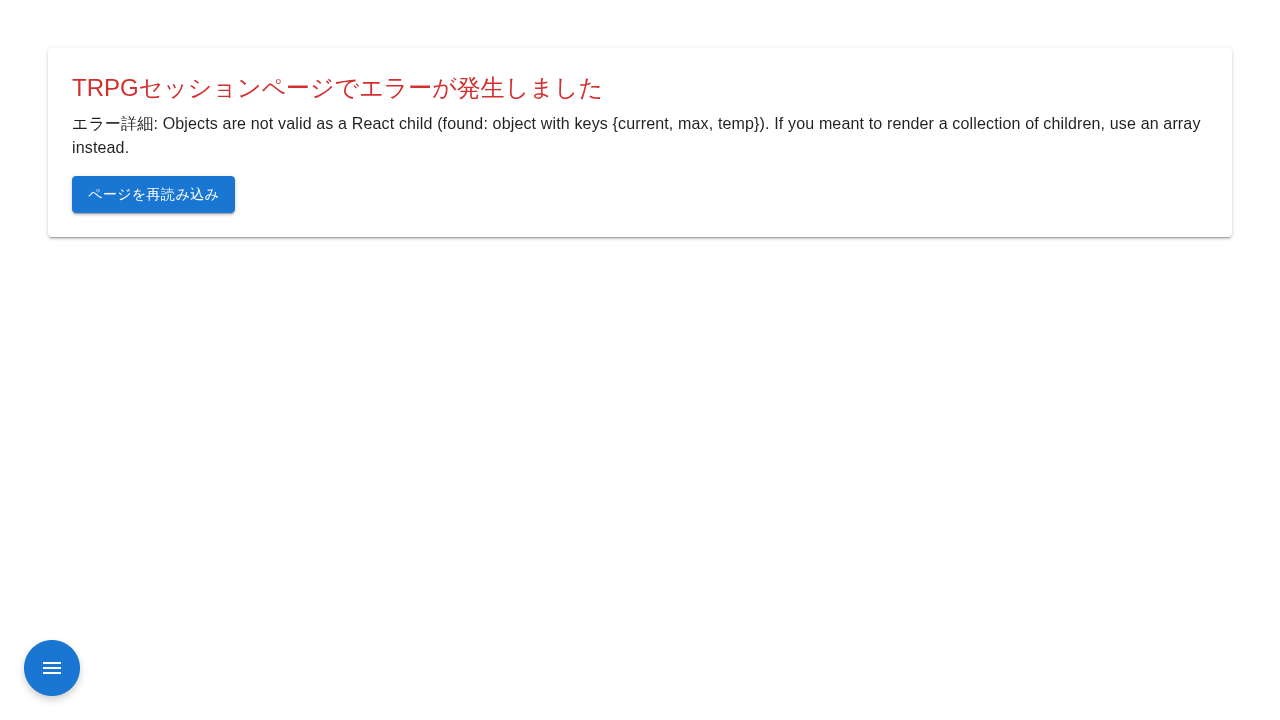 TRPGセッションページでエラーが発生しました
エラー詳細: Objects are not valid as a React child (found: object with keys {current, max, temp}). If you meant to render a collection of children, use an array
instead.
ページを再読み込み